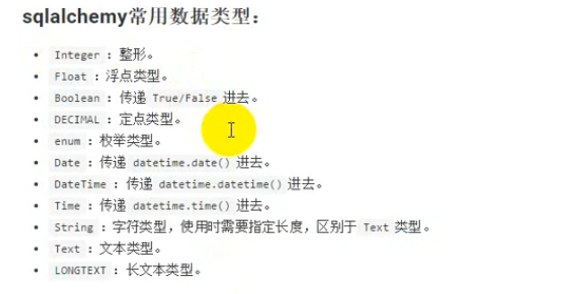 sqlalchemy常用数据类型：
Integer：整形。
Float：浮点类型。
Boolean：传递 True/False 进去。
DECIMAL：定点类型。
enum：枚举类型。
Date：传递 datetime.date() 进去。
DateTime：传递 datetime.datetime() 进去。
Time：传递 datetime.time() 进去。
String：字符类型，使用时需要指定长度，区别于 Text 类型。
Text：文本类型。
LONGTEXT：长文本类型。